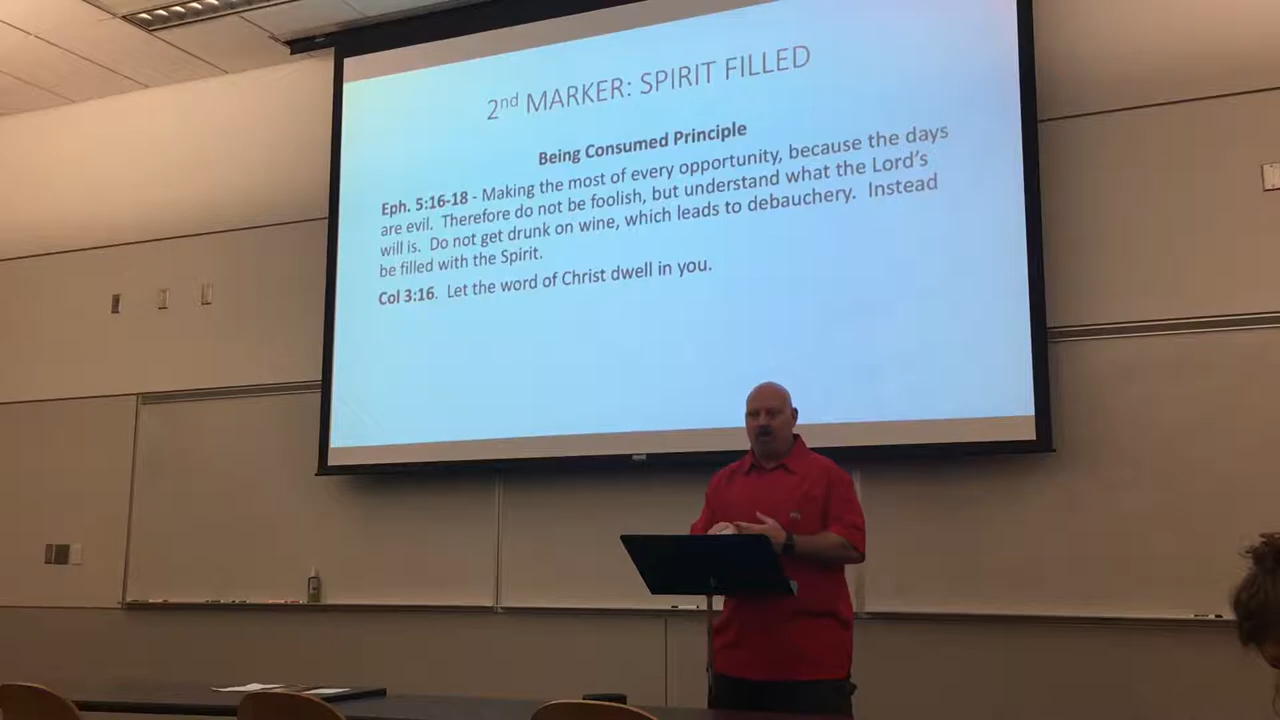 2nd MARKER: SPIRIT FILLED
Being Consumed Principle
Eph. 5:16-18 - Making the most of every opportunity, because the days
are evil.  Therefore do not be foolish, but understand what the Lord's
will is.  Do not get drunk on wine, which leads to debauchery.  Instead
be filled with the Spirit.
Col 3:16.  Let the word of Christ dwell in you.